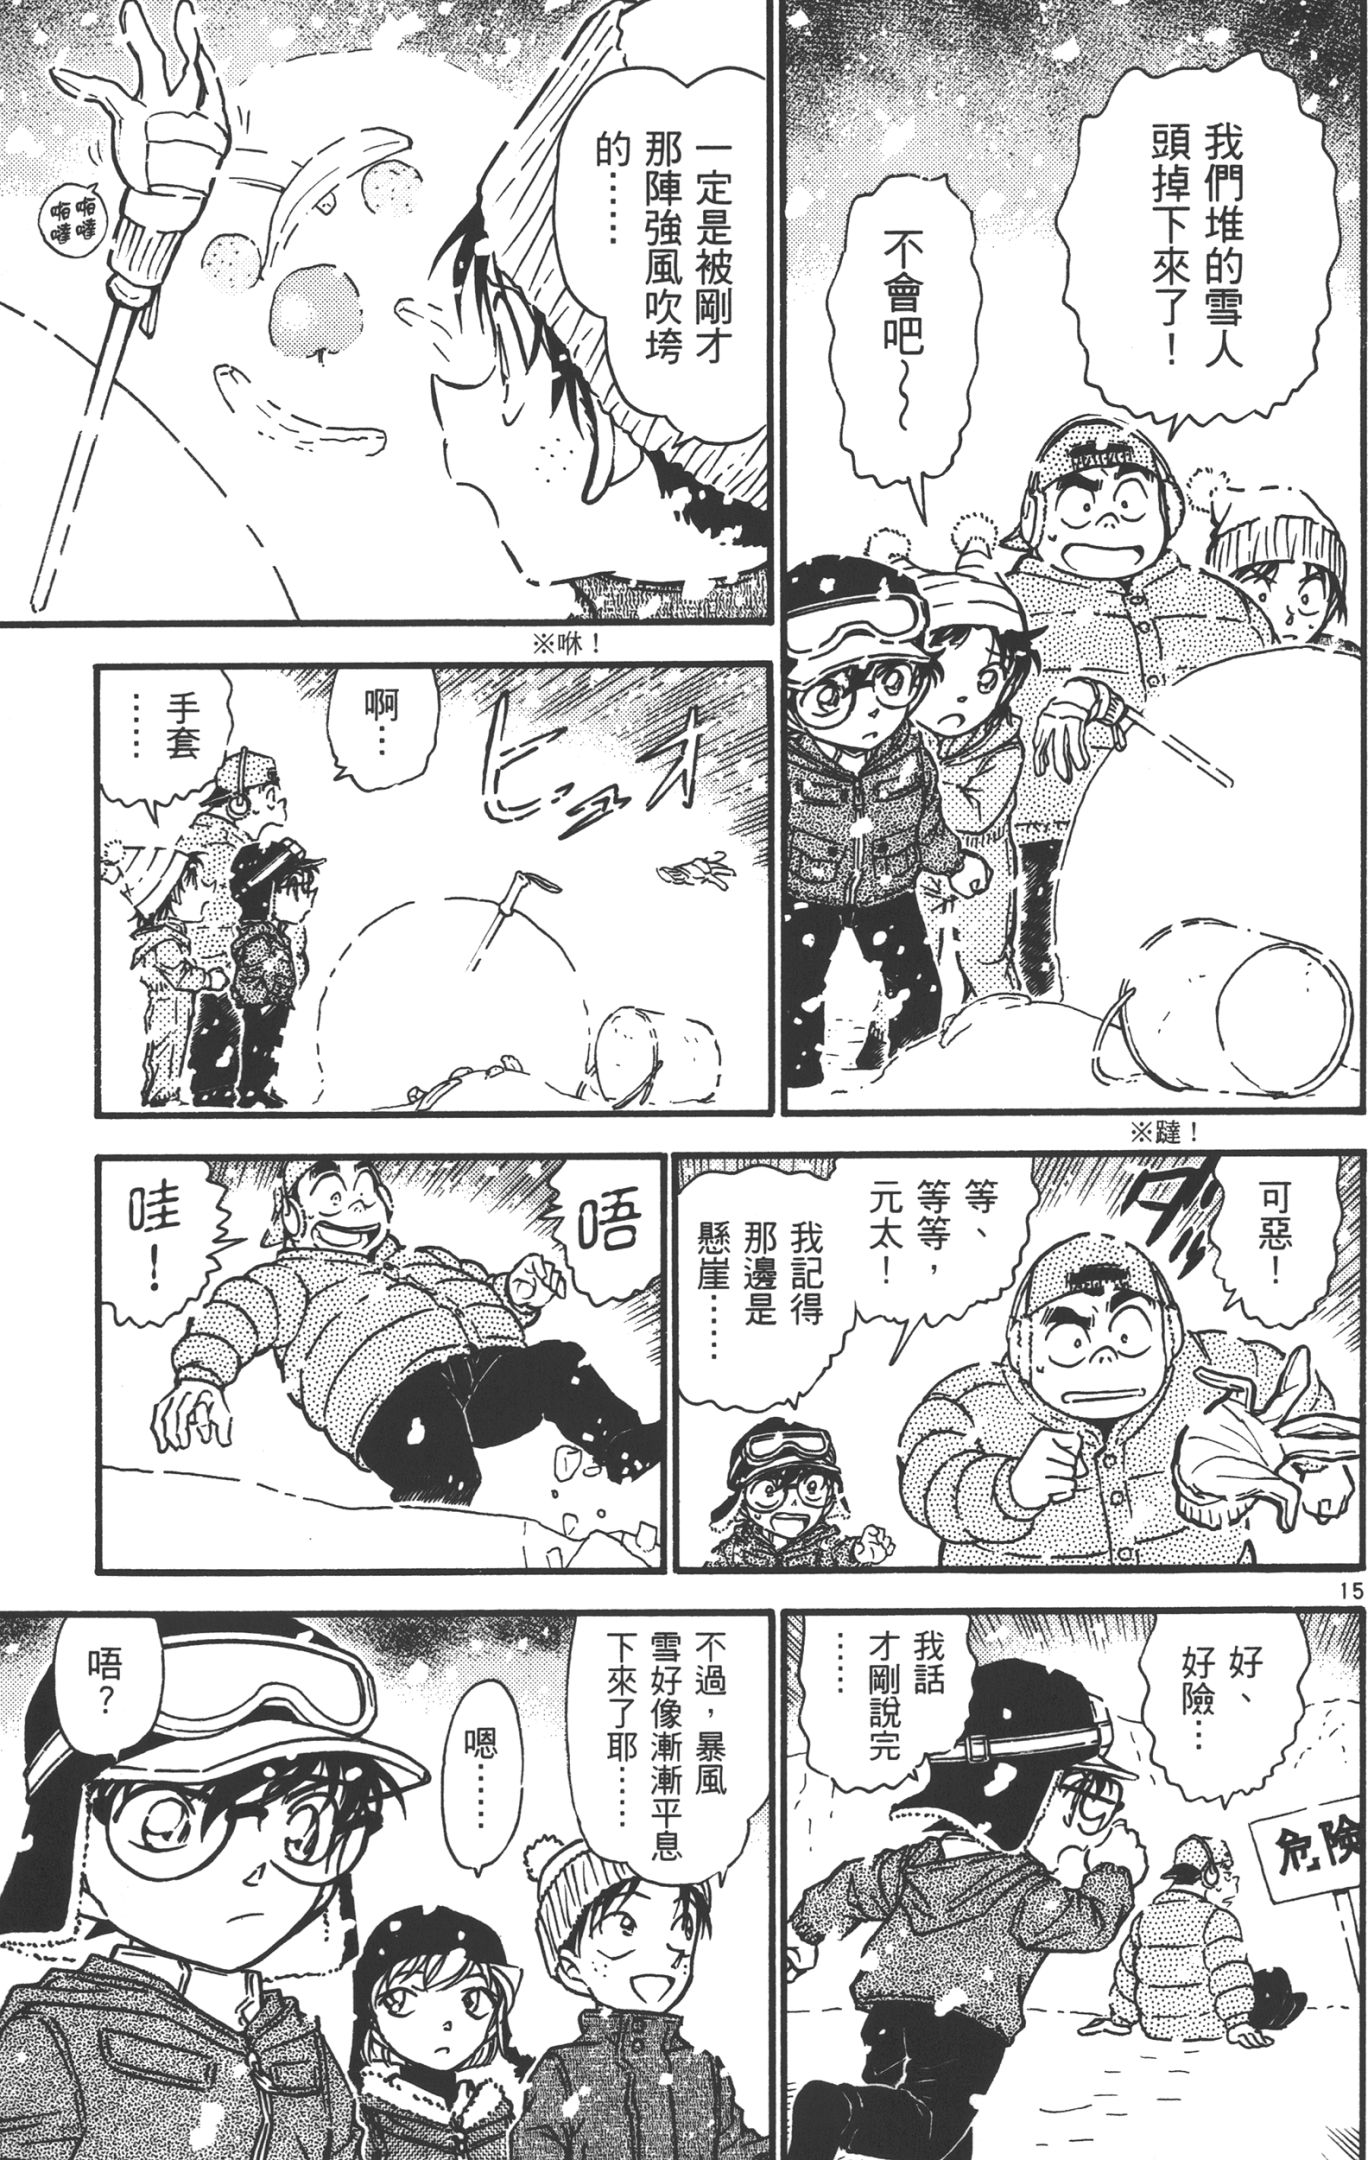 我們堆的雪人
頭掉下來了！
不會吧～～
一定是被剛才
那陣強風吹垮
的……
啪噠
啪噠
※咻！
ヒュオ
啊…
手套
……
※躂！
ダッ
可惡！
等、
等等，
元太！
我記得
那邊是
懸崖……
唔
哇！
15
好、
好險…
危險
我話
才剛說完
……
不過，暴風
雪好像漸漸平息
下來了耶……
嗯……
唔？